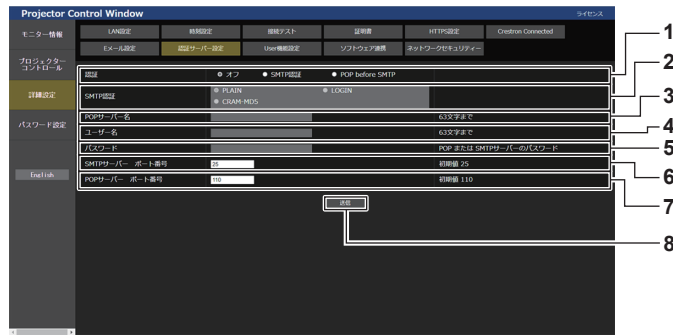 Projector Control Window
ライセンス
モニター情報
プロジェクター
コントロール
詳細設定
パスワード設定
English
LAN設定
時刻設定
接続テスト
証明書
HTTPS設定
Crestron Connected
Eメール設定
認証サーバー設定
User機能設定
ソフトウェア連携
ネットワークセキュリティー
認証
オフ
SMTP認証
POP before SMTP
SMTP認証
PLAIN
LOGIN
CRAM-MD5
POPサーバー名
63文字まで
ユーザー名
63文字まで
パスワード
POP または SMTPサーバーのパスワード
SMTPサーバー ポート番号
25
初期値 25
POPサーバー ポート番号
110
初期値 110
送信
1
2
3
4
5
6
7
8